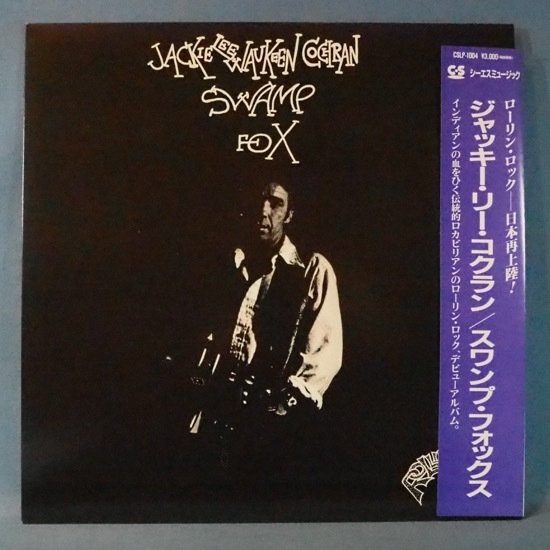 JACKIE LEE WAUKEEN COCHRAN
SWAMP
FOX
CSLP-1004 ¥3,000
CS シーエスミュージック
ローリン・ロック──日本再上陸!
ジャッキー・リー・コクラン/スワンプ・フォックス
インディアンの血をひく伝統的ロカビリアンのローリン・ロック、デビューアルバム。